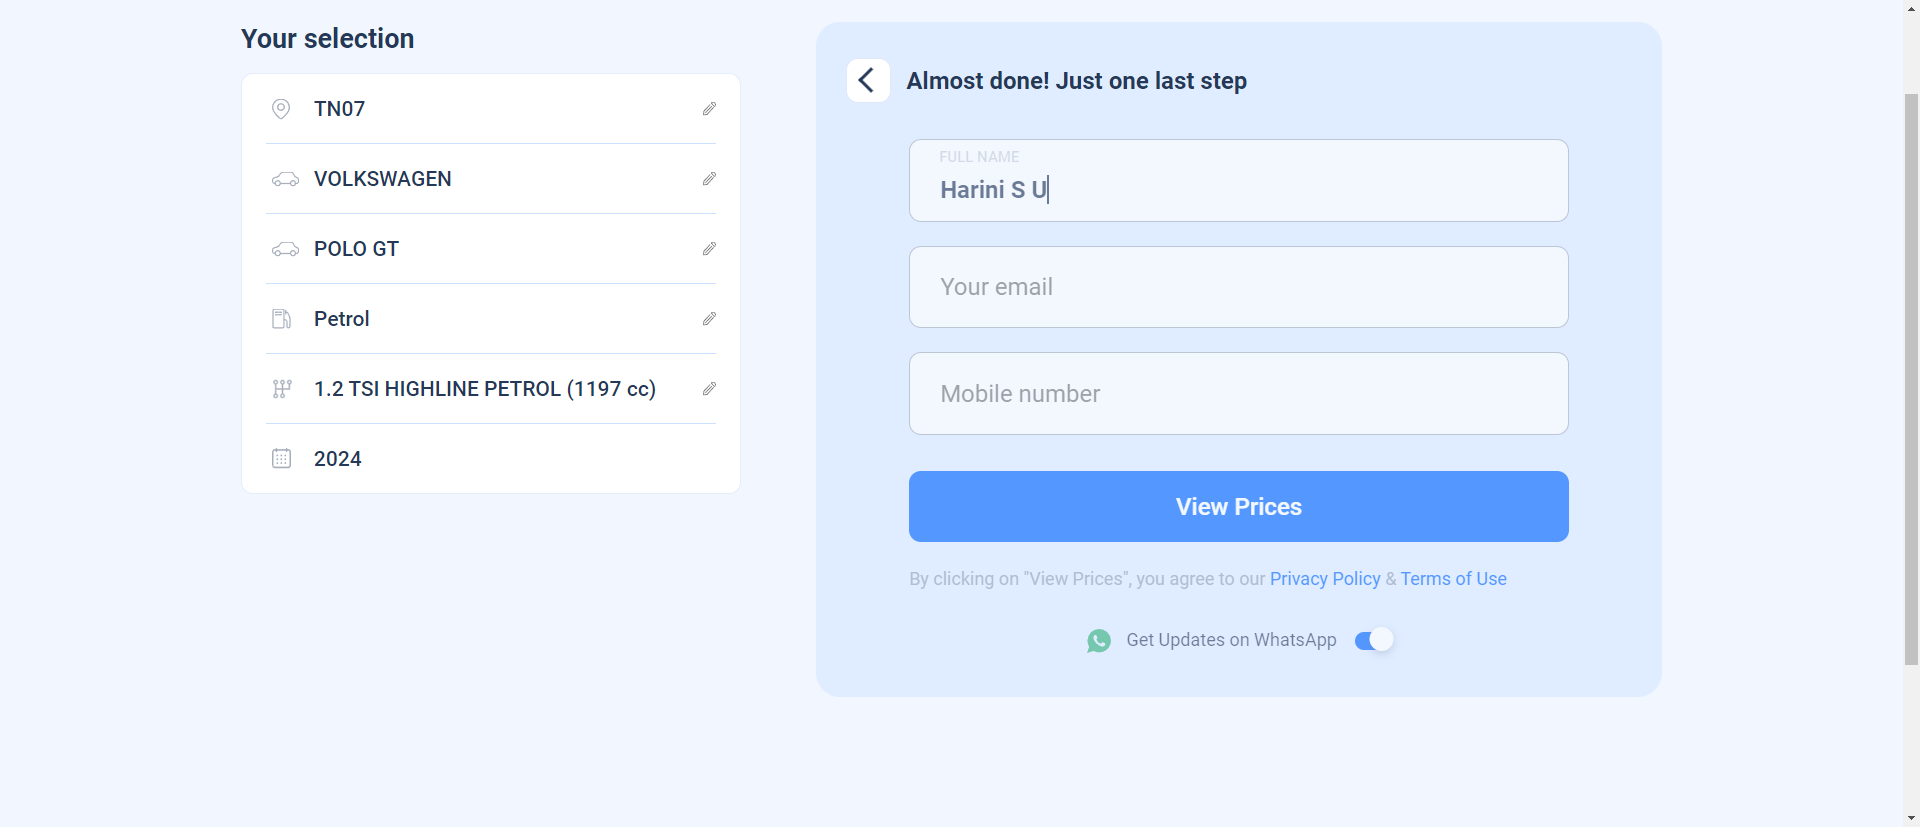 Your selection
TN07
VOLKSWAGEN
POLO GT
Petrol
1.2 TSI HIGHLINE PETROL (1197 cc)
2024
Almost done! Just one last step
FULL NAME
Harini S U
Your email
Mobile number
View Prices
By clicking on "View Prices", you agree to our Privacy Policy & Terms of Use
Get Updates on WhatsApp